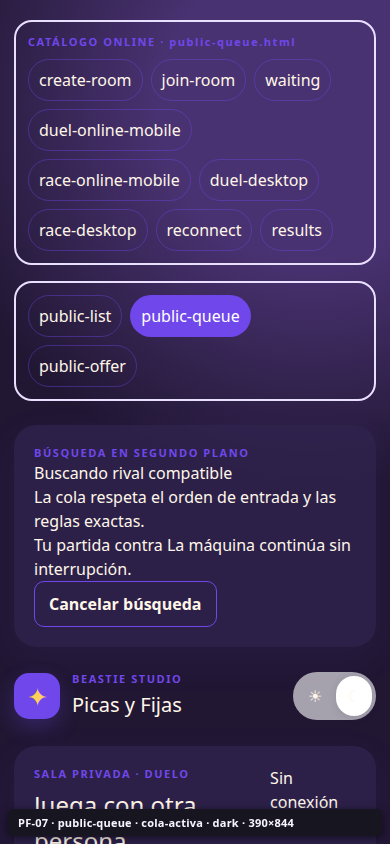 CATÁLOGO ONLINE · public-queue.html
create-room join-room waiting
duel-online-mobile
race-online-mobile duel-desktop
race-desktop reconnect results
public-list public-queue
public-offer
BÚSQUEDA EN SEGUNDO PLANO
Buscando rival compatible
La cola respeta el orden de entrada y las
reglas exactas.
Tu partida contra La máquina continúa sin
interrupción.
Cancelar búsqueda
BEASTIE STUDIO
Picas y Fijas
SALA PRIVADA · DUELO
Sin
conexión
Juega con otra
persona
PF-07 · public-queue · cola-activa · dark · 390×844